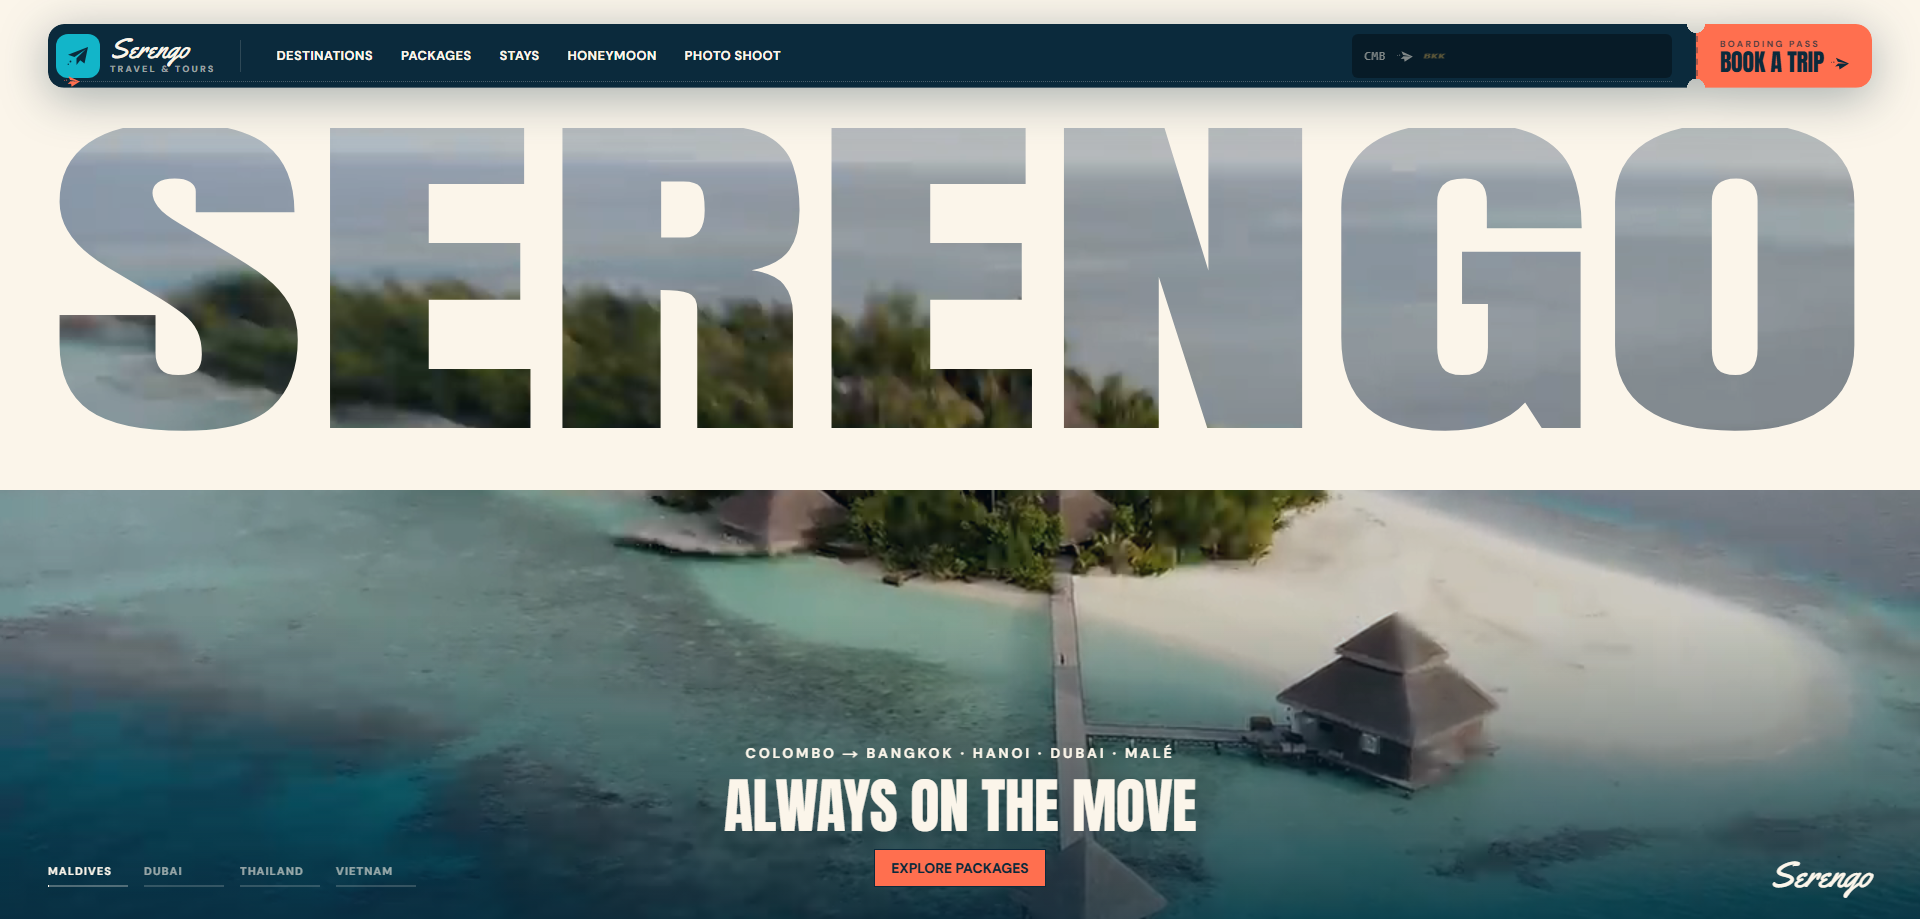 Serengo
TRAVEL & TOURS
DESTINATIONS
PACKAGES
STAYS
HONEYMOON
PHOTO SHOOT
CMB
BKK
BOARDING PASS
BOOK A TRIP
SERENGO
COLOMBO → BANGKOK · HANOI · DUBAI · MALÉ
ALWAYS ON THE MOVE
EXPLORE PACKAGES
MALDIVES
DUBAI
THAILAND
VIETNAM
Serengo